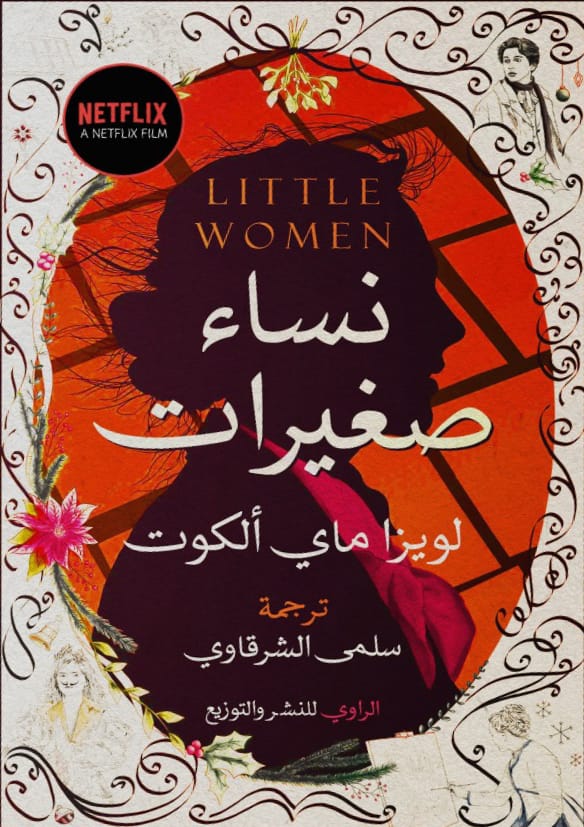 NETFLIX
A NETFLIX FILM
LITTLE
WOMEN
نساء
صغيرات
لويزا ماي ألكوت
ترجمة
سلمى الشرقاوي
الراوي للنشر والتوزيع